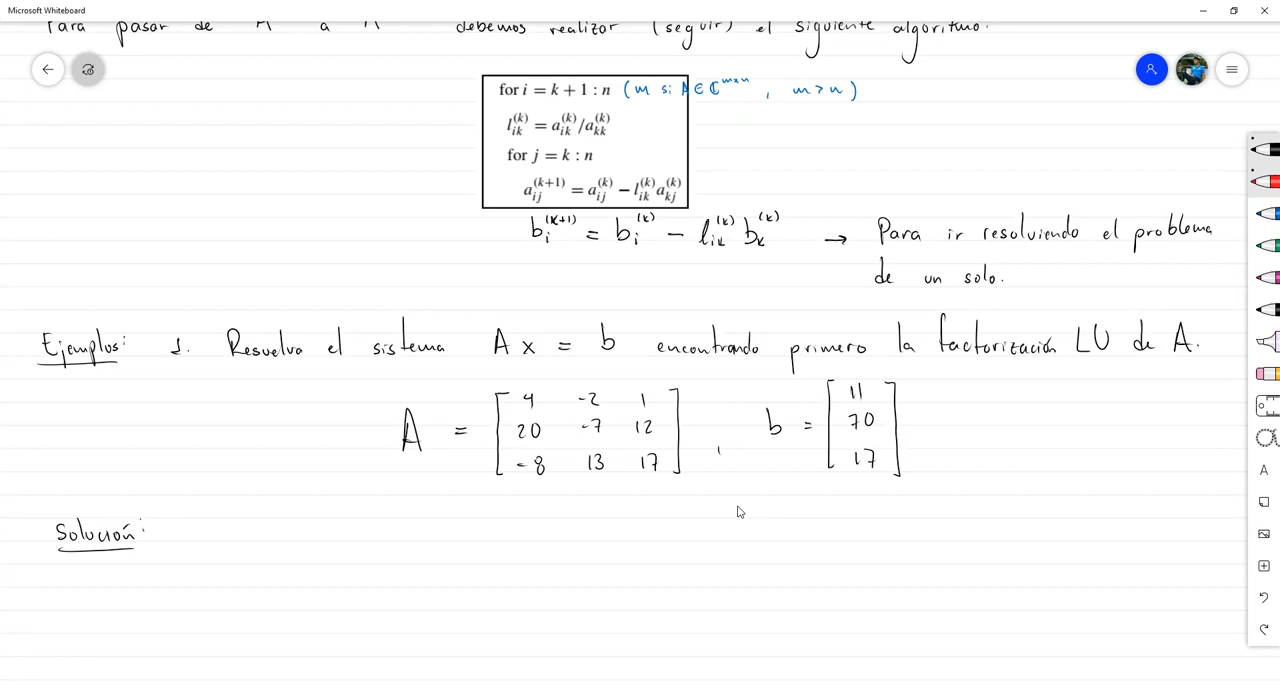 Microsoft Whiteboard
Para pasar de a debemos realizar (seguir) el siguiente algoritmo.
for i = k + 1 : n (m si A ∈ ℂ^{m×n}, m > n)
l_{ik}^{(k)} = a_{ik}^{(k)} / a_{kk}^{(k)}
for j = k : n
a_{ij}^{(k+1)} = a_{ij}^{(k)} − l_{ik}^{(k)} a_{kj}^{(k)}
b_i^{(k+1)} = b_i^{(k)} − l_{ik}^{(k)} b_k^{(k)} → Para ir resolviendo el problema
de un solo.
Ejemplos: 1. Resuelva el sistema A x = b encontrando primero la factorización LU de A.
A = [ 4 -2 1
20 -7 12
-8 13 17 ] , b = [ 11
70
17 ]
Solución:
A